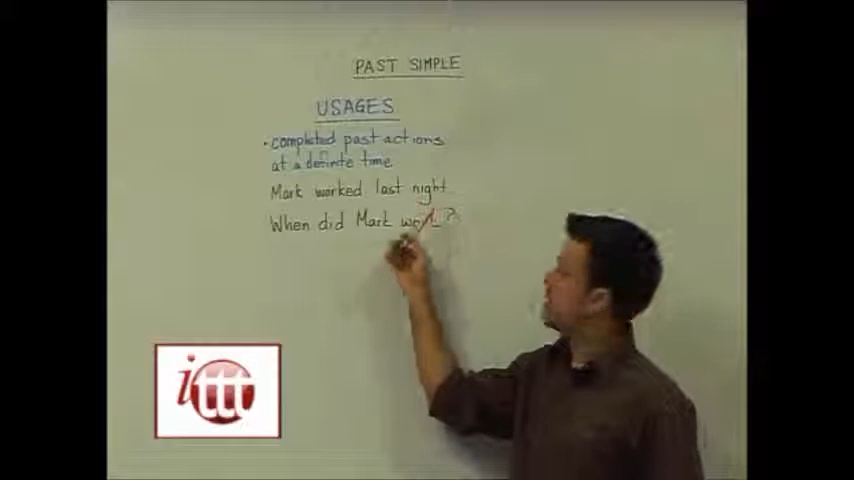 PAST SIMPLE
USAGES
· completed past actions
at a definite time
Mark worked last night
When did Mark work ?
ittt